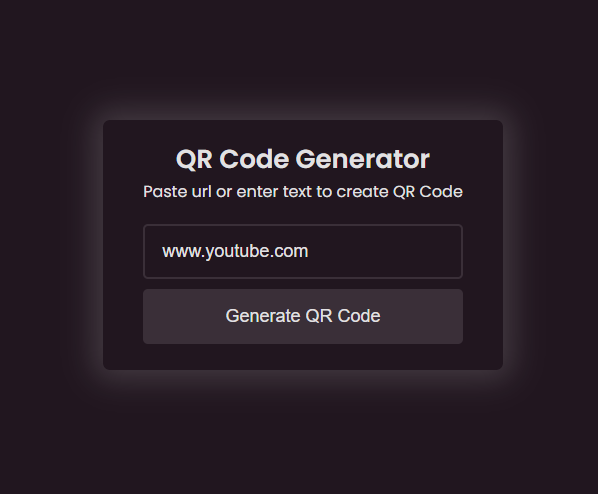 QR Code Generator
Paste url or enter text to create QR Code
www.youtube.com
Generate QR Code